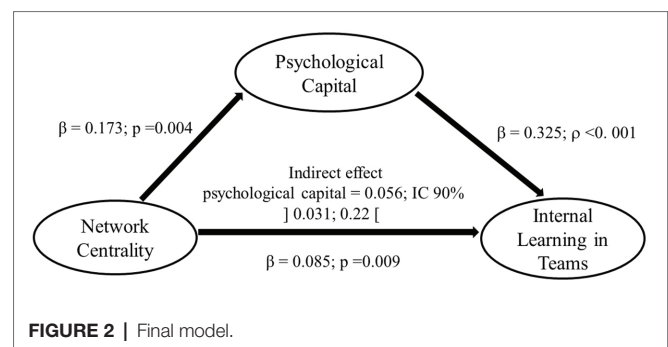 Psychological
Capital
β = 0.173; p =0.004
β = 0.325; ρ <0. 001
Indirect effect
psychological capital = 0.056; IC 90%
] 0.031; 0.22 [
Network
Centrality
Internal
Learning in
Teams
β = 0.085; p =0.009
FIGURE 2 | Final model.